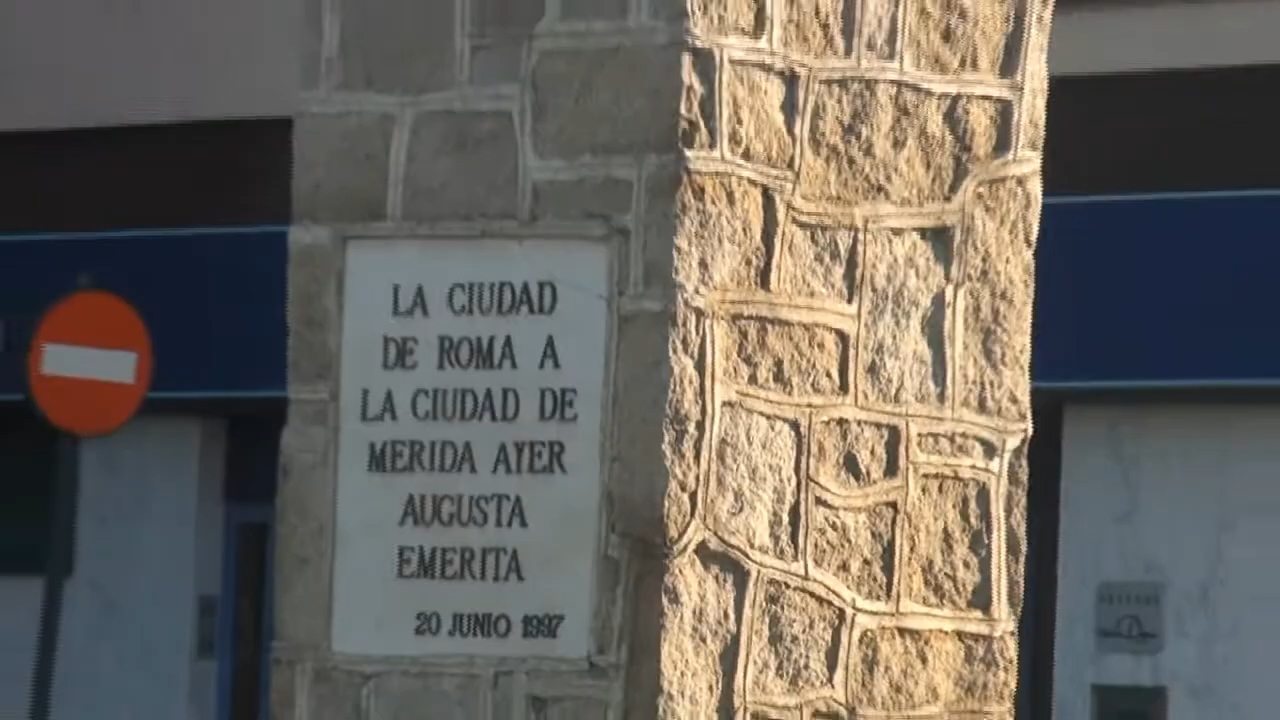 LA CIUDAD
DE ROMA A
LA CIUDAD DE
MERIDA AYER
AUGUSTA
EMERITA
20 JUNIO 1997